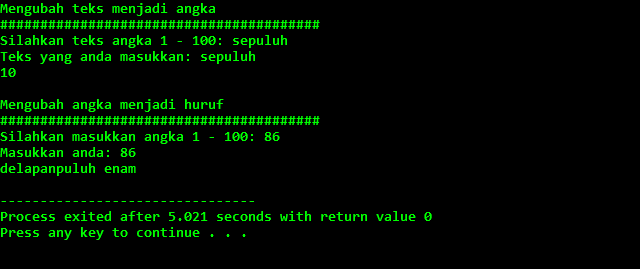 Mengubah teks menjadi angka
########################################
Silahkan teks angka 1 - 100: sepuluh
Teks yang anda masukkan: sepuluh
10
Mengubah angka menjadi huruf
########################################
Silahkan masukkan angka 1 - 100: 86
Masukkan anda: 86
delapanpuluh enam
--------------------------------
Process exited after 5.021 seconds with return value 0
Press any key to continue . . .